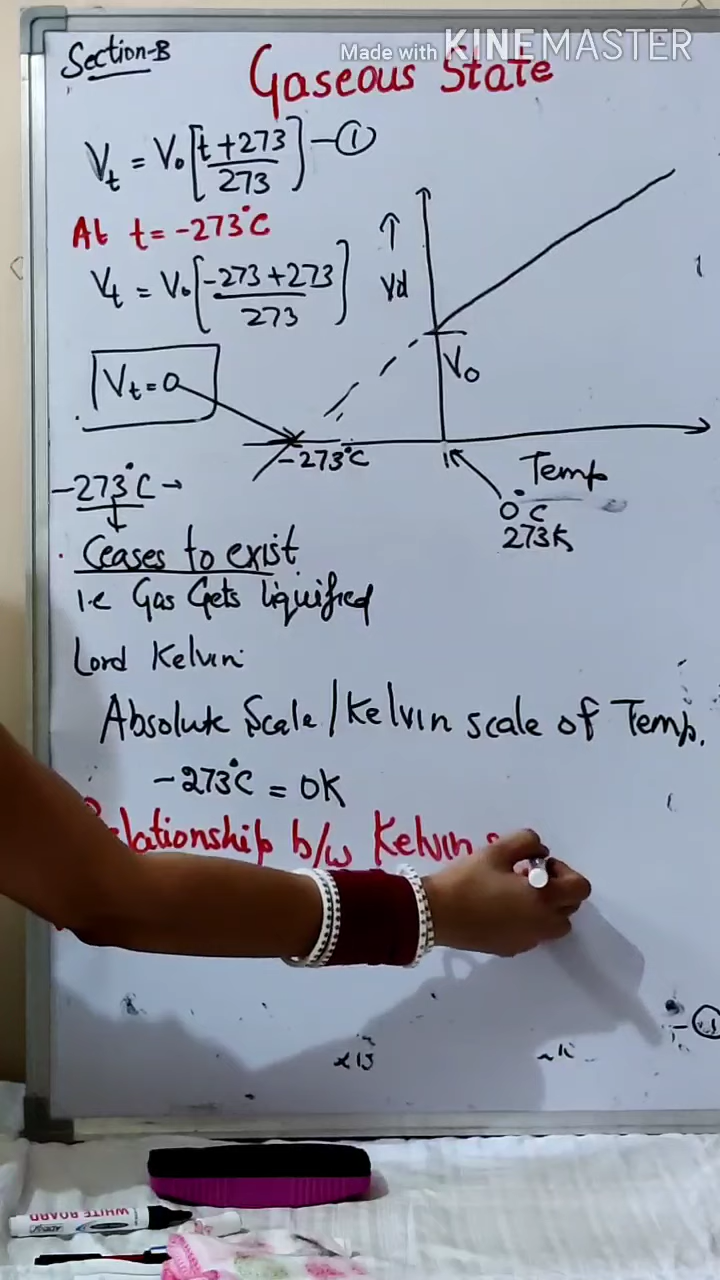 Made with KINEMASTER
Section-B
Gaseous State
Vt = V₀ [t + 273 / 273] — ①
At t = -273°C
Vt = V₀ [-273 + 273 / 273]
Vt = 0
↑
Vol
V₀
-273°C
Temp
0°C
273K
-273°C →
↓
Ceases to exist
i.e Gas Gets liquified
Lord Kelvin
Absolute Scale / Kelvin scale of Temp.
-273°C = 0K
Relationship b/w Kelvin s
WHITE BOARD